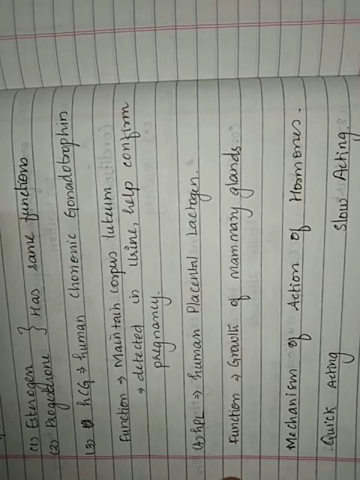 (1) Esterogen } Has same functions
(2) Progesterone
(3) hCG → human Chorionic Gonadotrophin
Function → Maintain corpus luteum
→ detected in Urine, help confirm
pregnancy.
(4) hPL → human Placental Lactogen.
Function → Growth of mammary glands
Mechanism of Action of Hormones.
Quick Acting Slow Acting